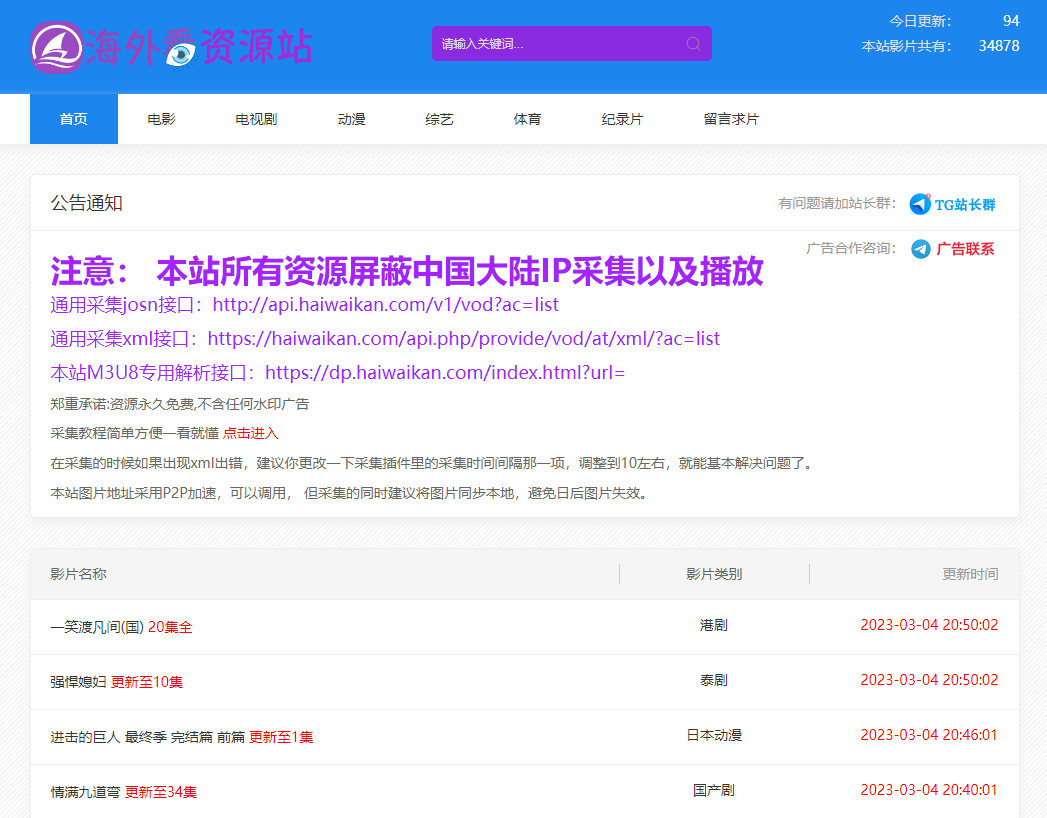 海外看资源站
请输入关键词...
今日更新： 94
本站影片共有： 34878
首页 电影 电视剧 动漫 综艺 体育 纪录片 留言求片
公告通知
有问题请加站长群： TG站长群
广告合作咨询： 广告联系
注意： 本站所有资源屏蔽中国大陆IP采集以及播放
通用采集josn接口：http://api.haiwaikan.com/v1/vod?ac=list
通用采集xml接口：https://haiwaikan.com/api.php/provide/vod/at/xml/?ac=list
本站M3U8专用解析接口：https://dp.haiwaikan.com/index.html?url=
郑重承诺:资源永久免费,不含任何水印广告
采集教程简单方便一看就懂 点击进入
在采集的时候如果出现xml出错，建议你更改一下采集插件里的采集时间间隔那一项，调整到10左右，就能基本解决问题了。
本站图片地址采用P2P加速，可以调用， 但采集的同时建议将图片同步本地，避免日后图片失效。
影片名称 影片类别 更新时间
一笑渡凡间(国) 20集全 港剧 2023-03-04 20:50:02
强悍媳妇 更新至10集 泰剧 2023-03-04 20:50:02
进击的巨人 最终季 完结篇 前篇 更新至1集 日本动漫 2023-03-04 20:46:01
情满九道弯 更新至34集 国产剧 2023-03-04 20:40:01